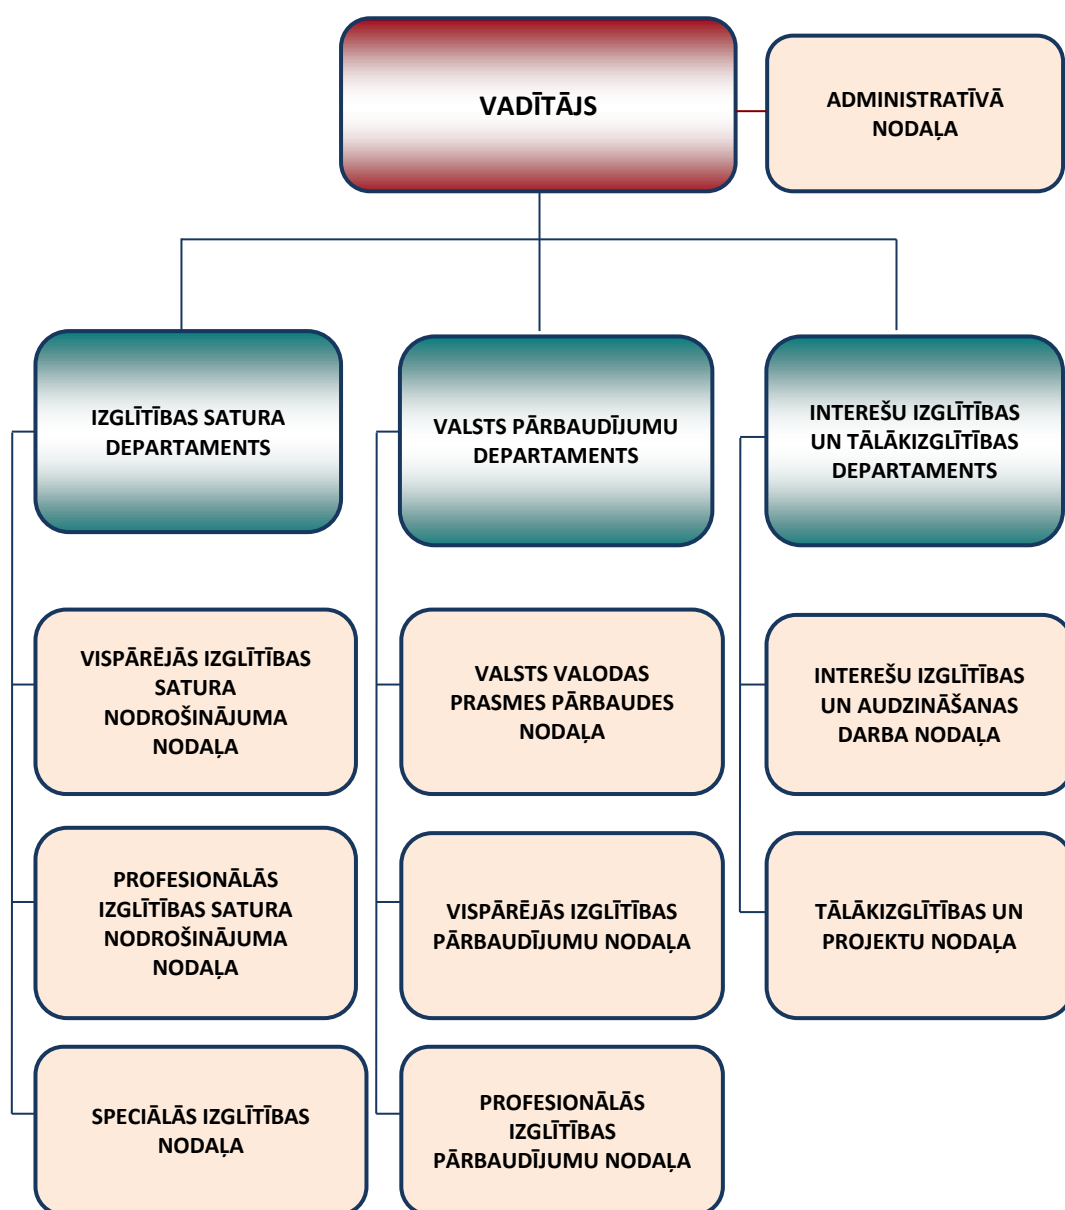 VADĪTĀJS
ADMINISTRATĪVĀ
NODAĻA
IZGLĪTĪBAS SATURA
DEPARTAMENTS
VALSTS PĀRBAUDĪJUMU
DEPARTAMENTS
INTEREŠU IZGLĪTĪBAS
UN TĀLĀKIZGLĪTĪBAS
DEPARTAMENTS
VISPĀRĒJĀS IZGLĪTĪBAS
SATURA
NODROŠINĀJUMA
NODAĻA
VALSTS VALODAS
PRASMES PĀRBAUDES
NODAĻA
INTEREŠU IZGLĪTĪBAS
UN AUDZINĀŠANAS
DARBA NODAĻA
PROFESIONĀLĀS
IZGLĪTĪBAS SATURA
NODROŠINĀJUMA
NODAĻA
VISPĀRĒJĀS IZGLĪTĪBAS
PĀRBAUDĪJUMU NODAĻA
TĀLĀKIZGLĪTĪBAS UN
PROJEKTU NODAĻA
SPECIĀLĀS IZGLĪTĪBAS
NODAĻA
PROFESIONĀLĀS
IZGLĪTĪBAS
PĀRBAUDĪJUMU NODAĻA